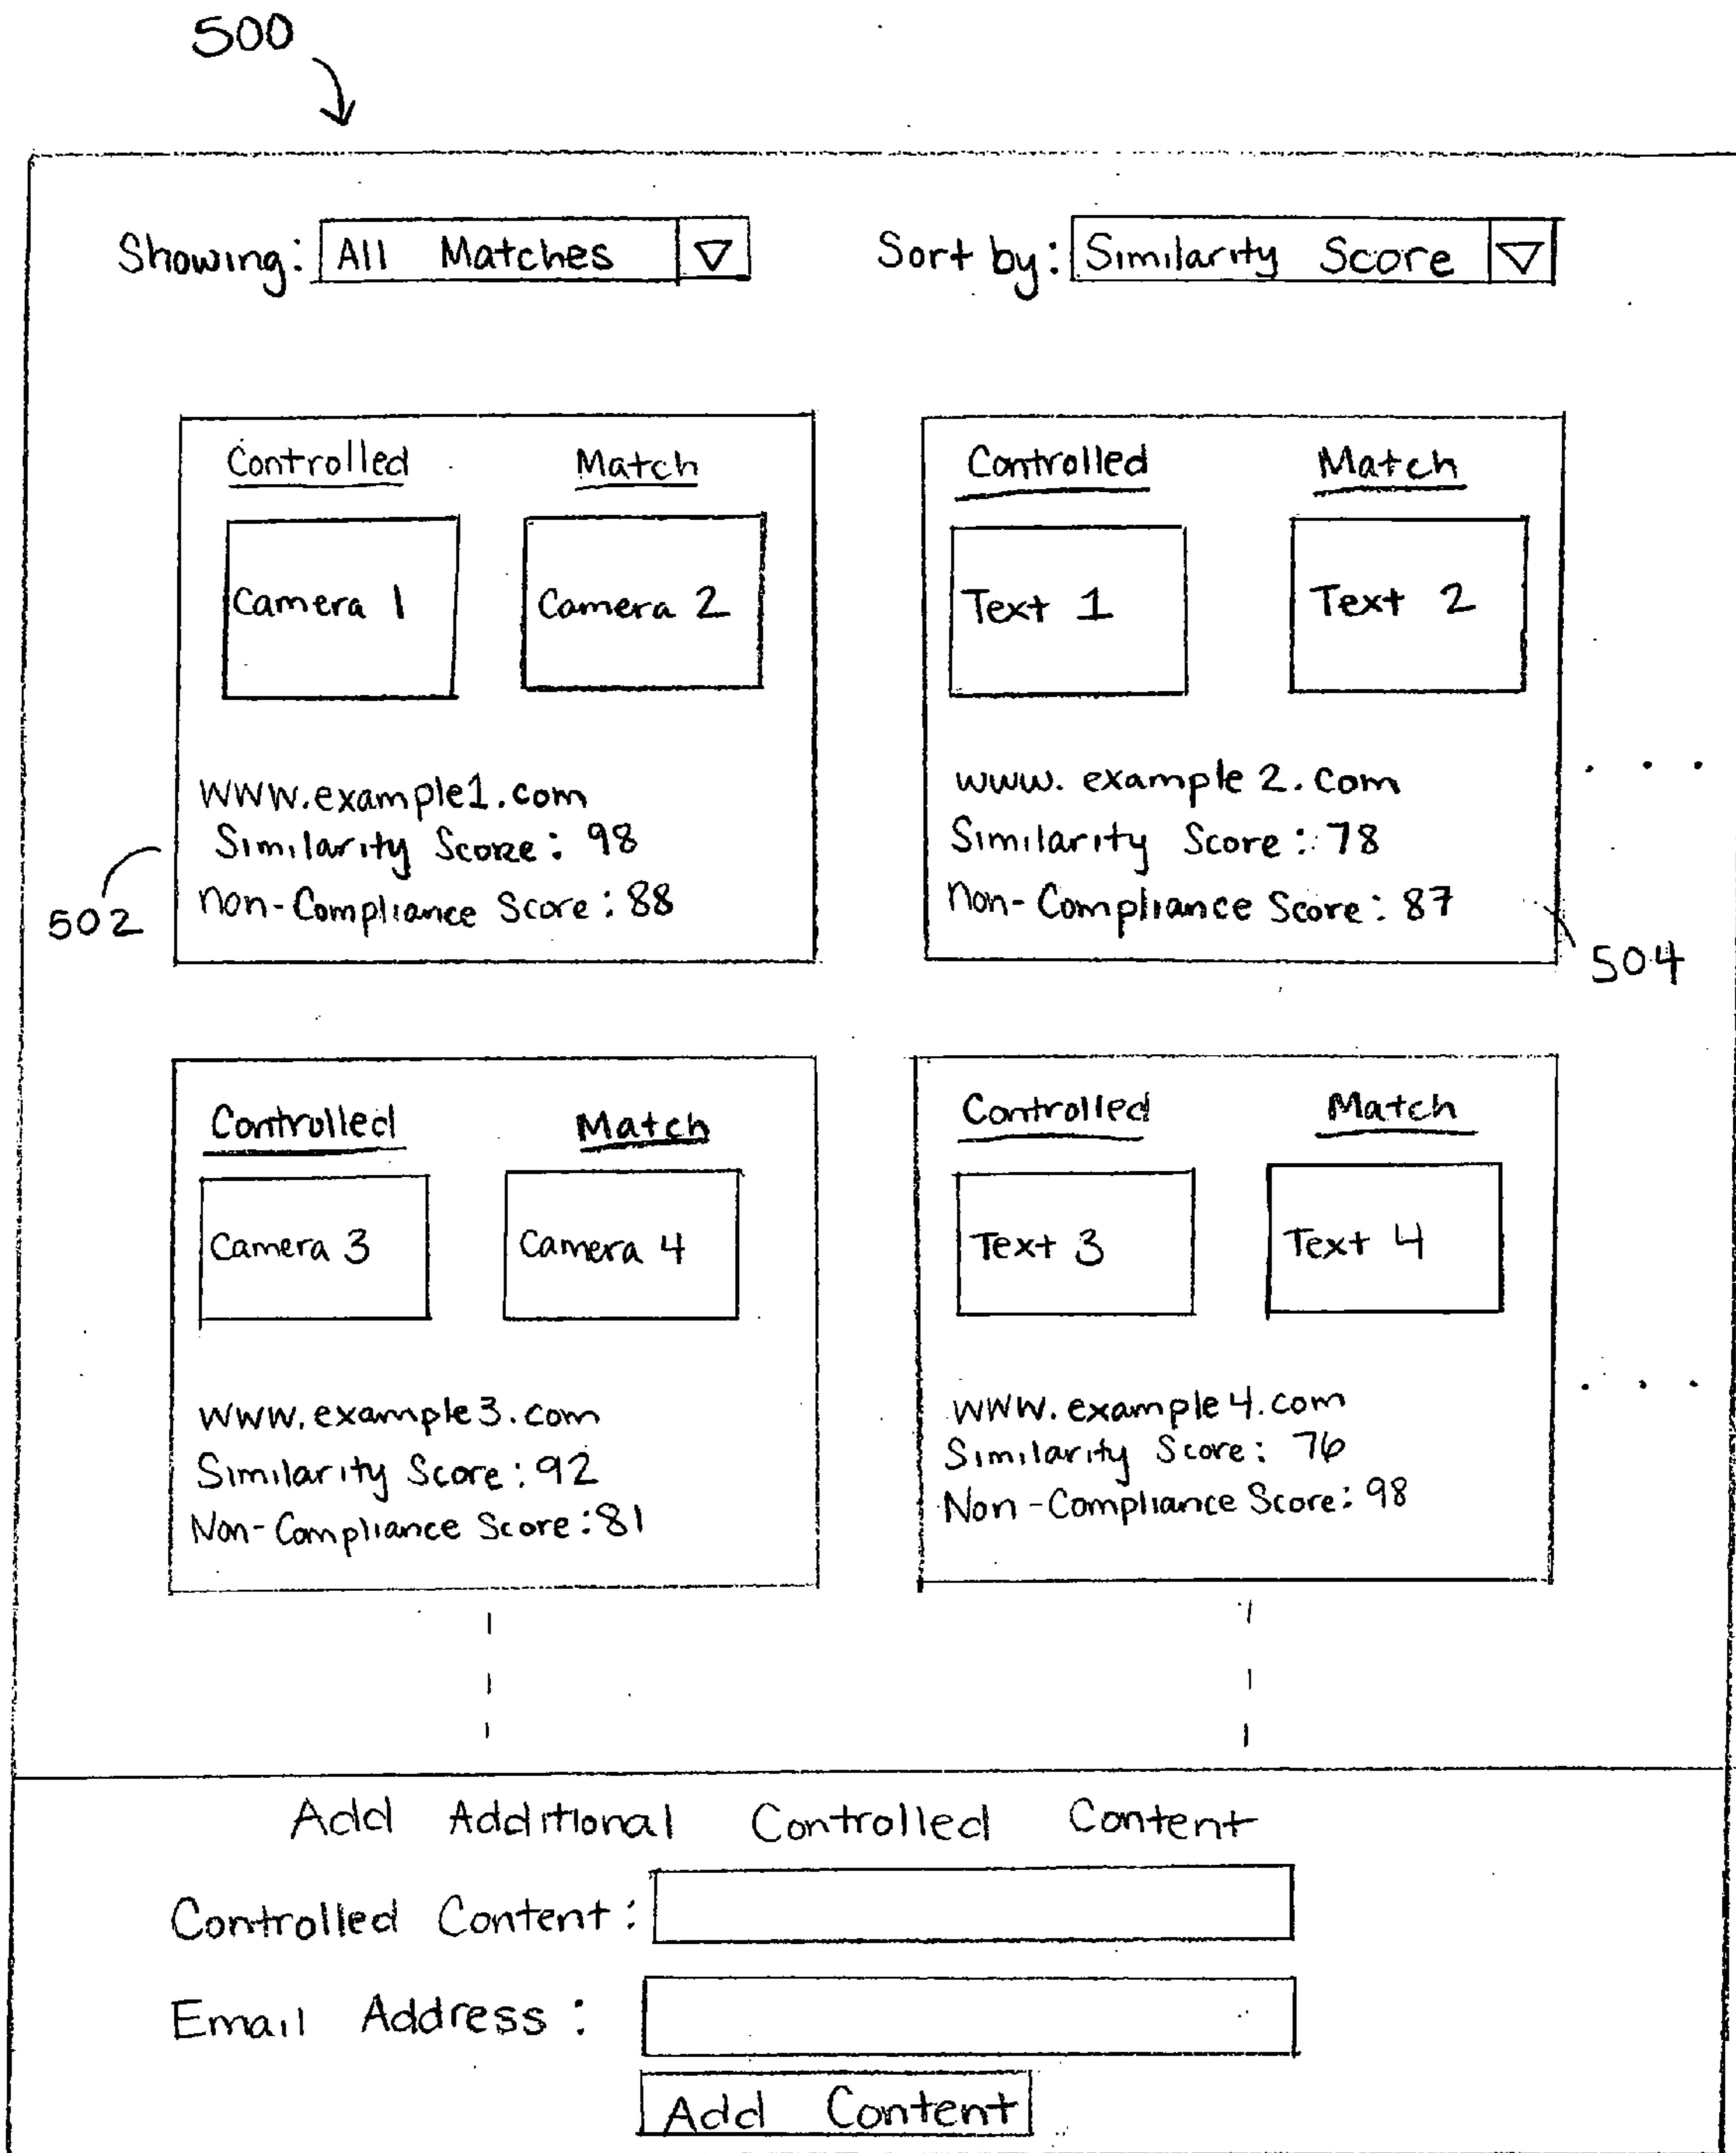 500
Showing: All Matches Sort by: Similarity Score
Controlled Match
Camera 1 Camera 2
www.example1.com
Similarity Score: 98
Non-Compliance Score: 88
502
Controlled Match
Text 1 Text 2
www.example2.com
Similarity Score: 78
Non-Compliance Score: 87
504
. . .
Controlled Match
Camera 3 Camera 4
www.example3.com
Similarity Score: 92
Non-Compliance Score: 81
Controlled Match
Text 3 Text 4
www.example4.com
Similarity Score: 76
Non-Compliance Score: 98
. . .
Add Additional Controlled Content
Controlled Content:
Email Address:
Add Content